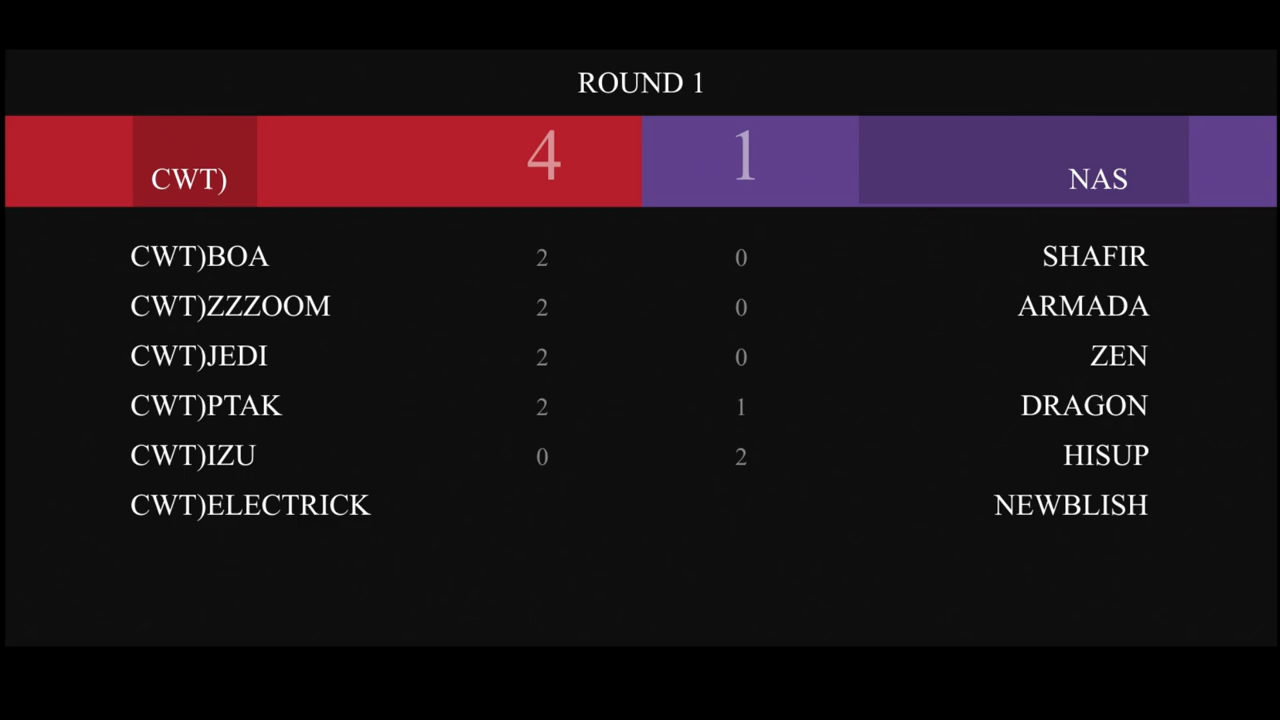 ROUND 1
CWT) 4 1 NAS
CWT)BOA 2 0 SHAFIR
CWT)ZZZOOM 2 0 ARMADA
CWT)JEDI 2 0 ZEN
CWT)PTAK 2 1 DRAGON
CWT)IZU 0 2 HISUP
CWT)ELECTRICK NEWBLISH